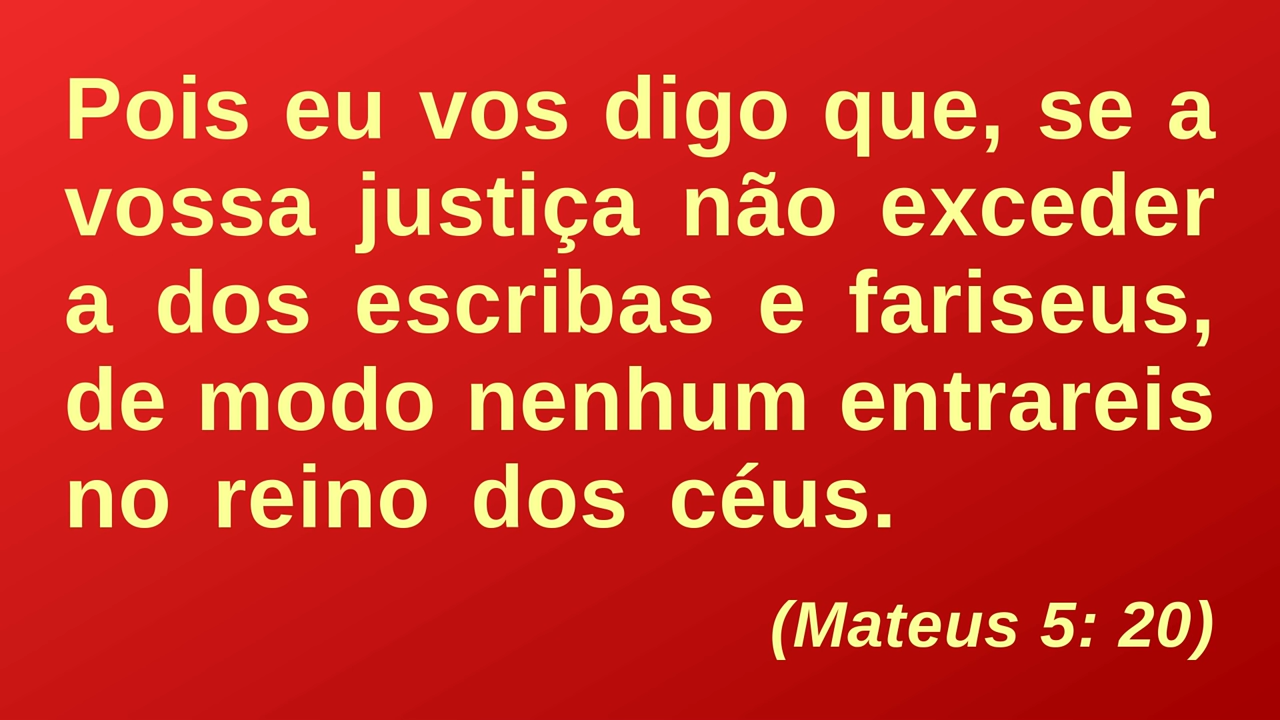 Pois eu vos digo que, se a
vossa justiça não exceder
a dos escribas e fariseus,
de modo nenhum entrareis
no reino dos céus.
(Mateus 5: 20)